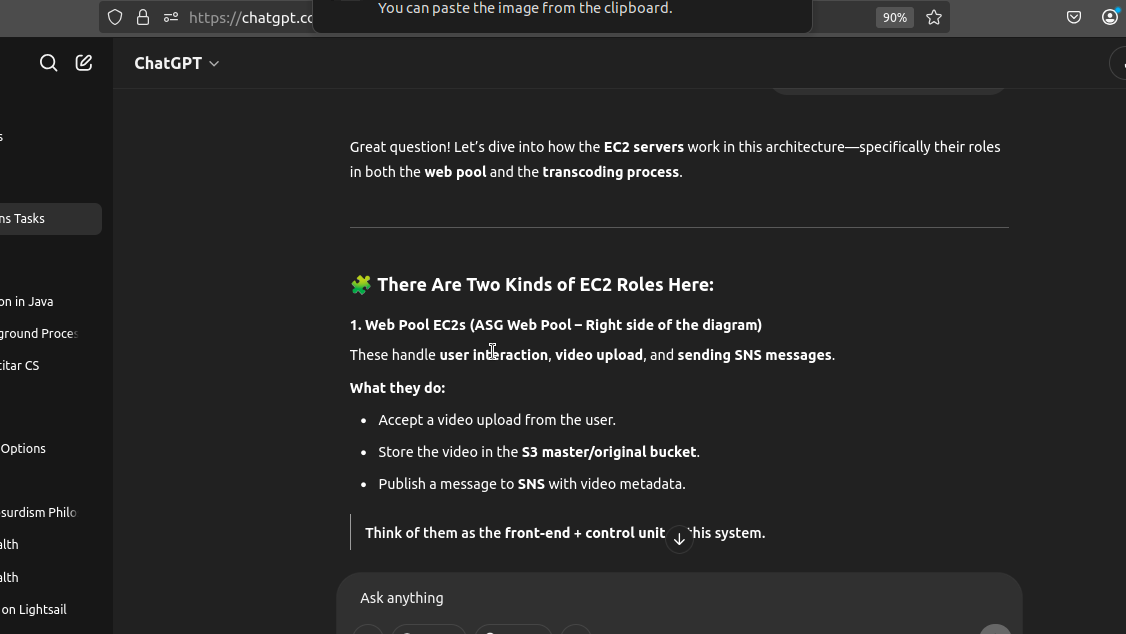 You can paste the image from the clipboard.
https://chatgpt.co
90%
ChatGPT
s
ns Tasks
on in Java
ground Proces
itar CS
Options
surdism Philo
alth
alth
on Lightsail
Great question! Let’s dive into how the EC2 servers work in this architecture—specifically their roles
in both the web pool and the transcoding process.
🧩 There Are Two Kinds of EC2 Roles Here:
1. Web Pool EC2s (ASG Web Pool – Right side of the diagram)
These handle user interaction, video upload, and sending SNS messages.
What they do:
• Accept a video upload from the user.
• Store the video in the S3 master/original bucket.
• Publish a message to SNS with video metadata.
Think of them as the front-end + control unit this system.
Ask anything